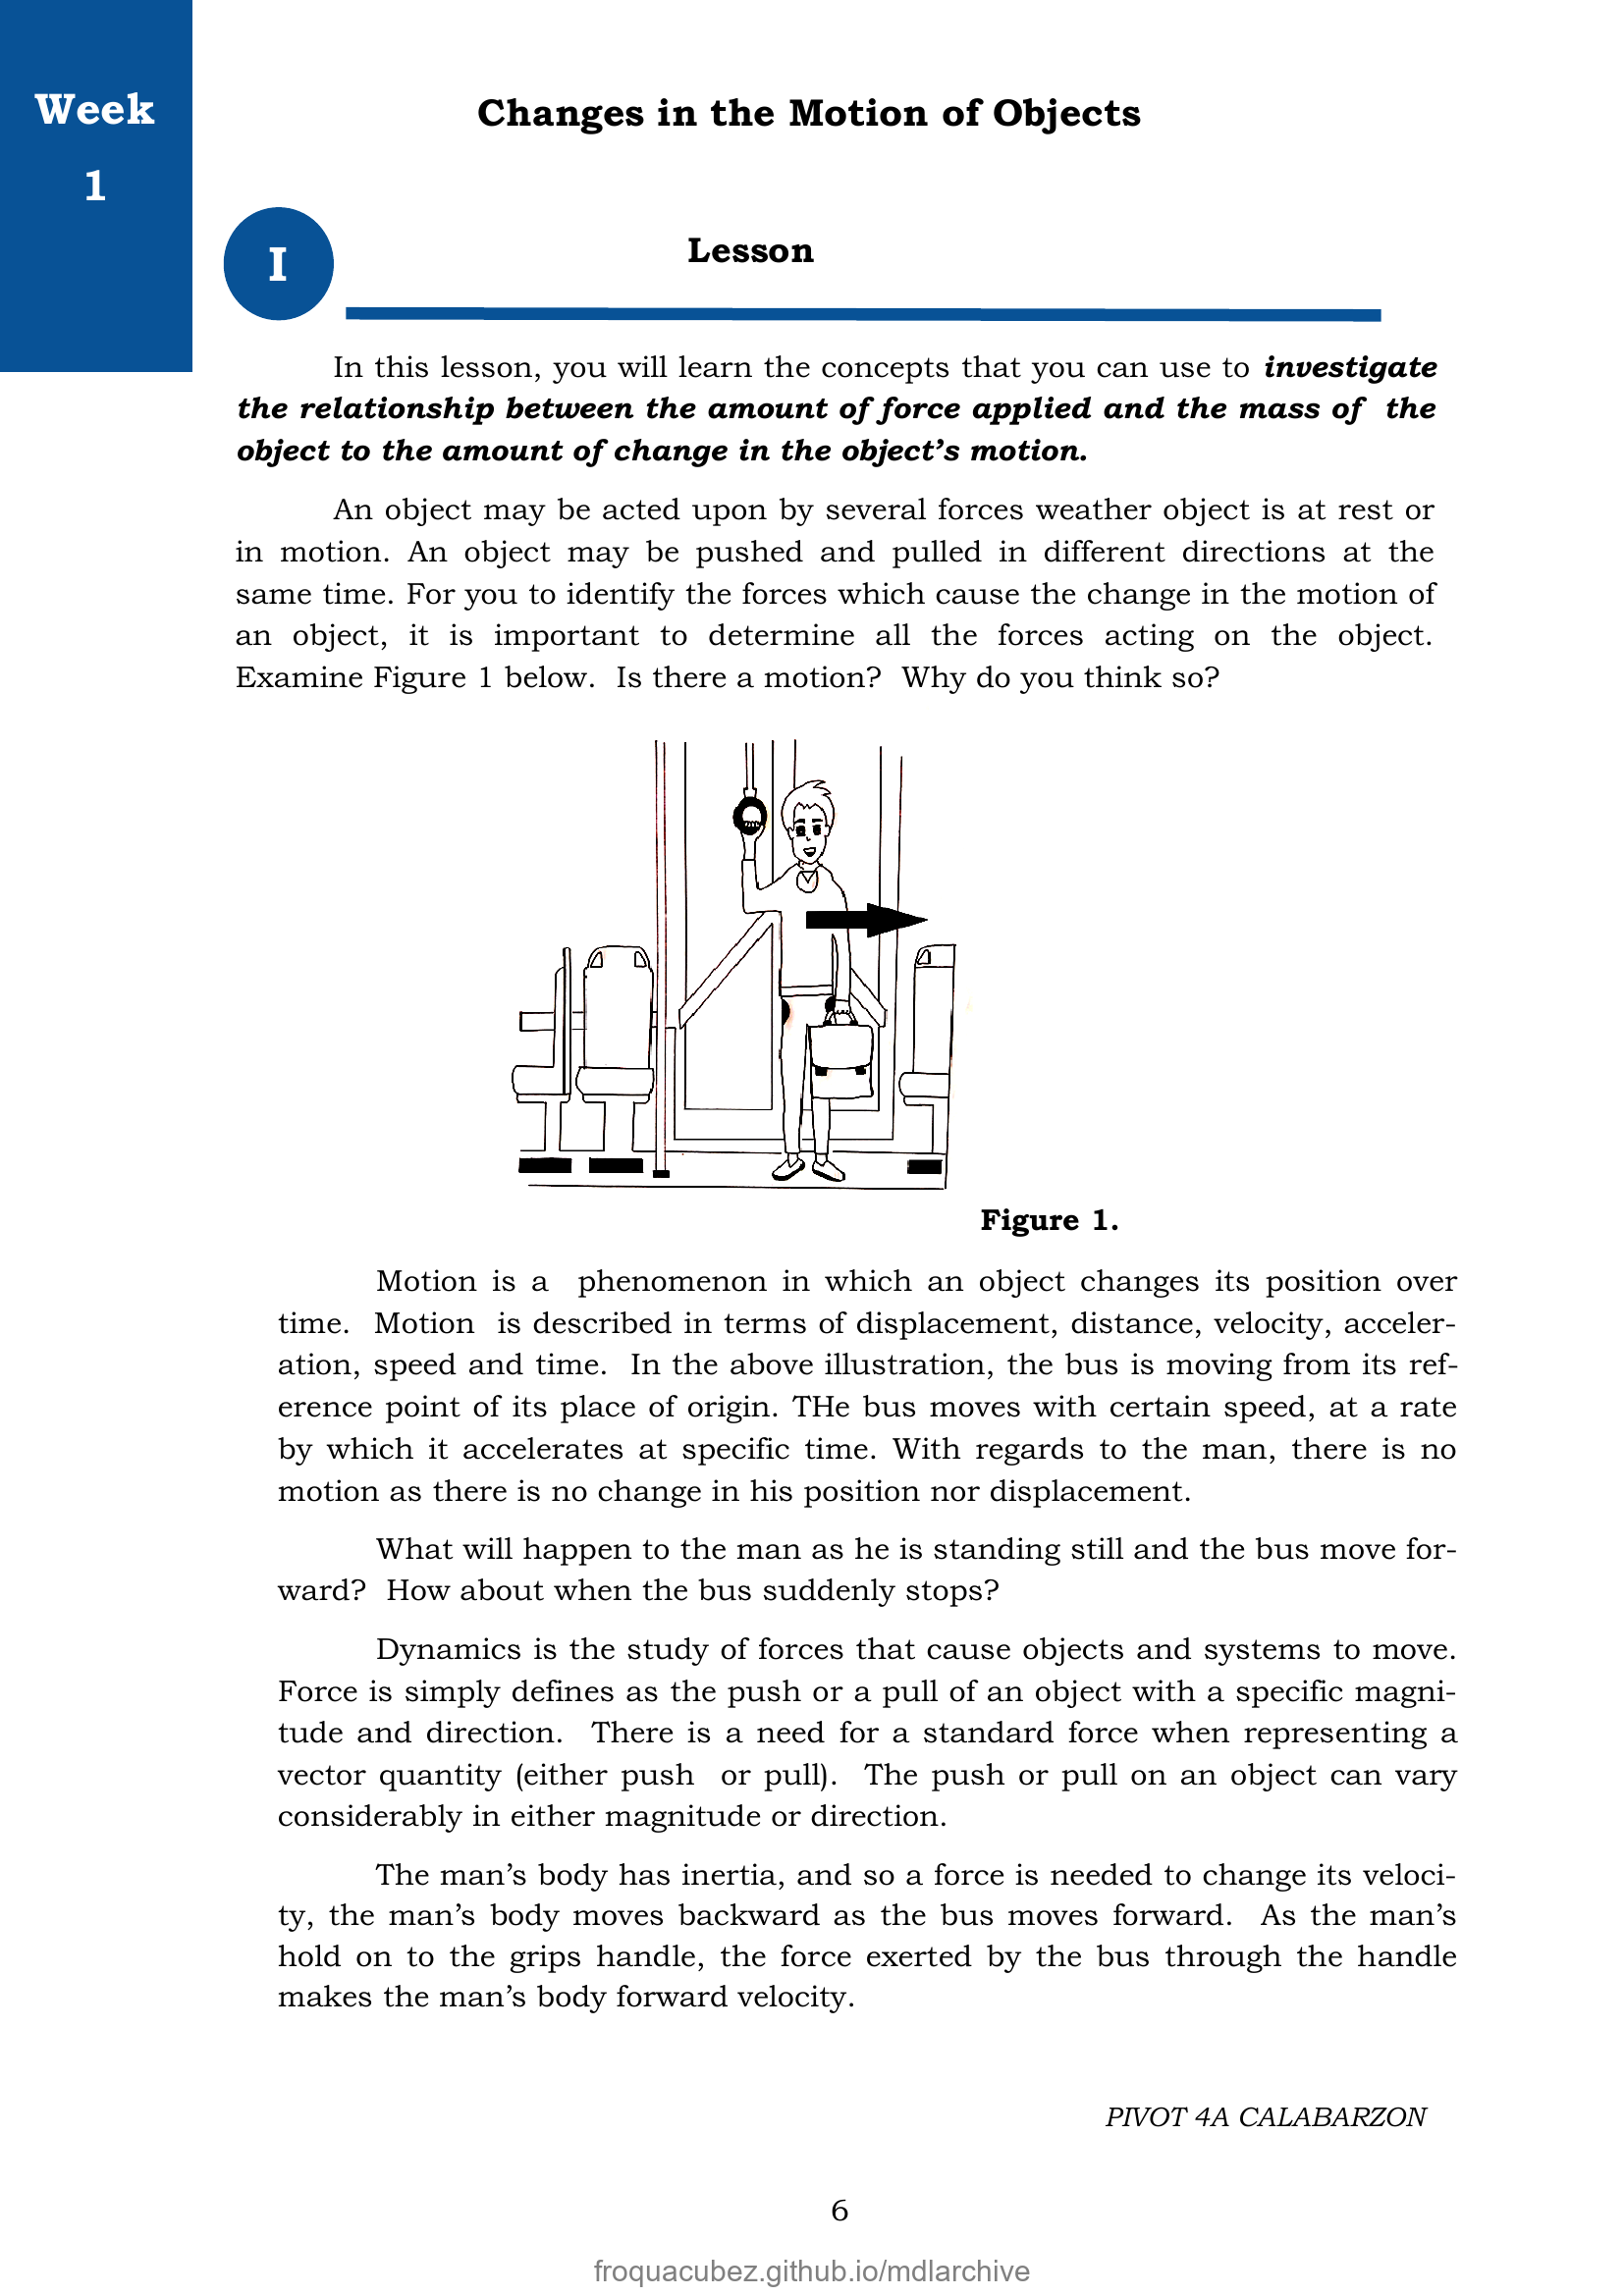 Week
1
Changes in the Motion of Objects
I
Lesson
In this lesson, you will learn the concepts that you can use to investigate
the relationship between the amount of force applied and the mass of the
object to the amount of change in the object’s motion.
An object may be acted upon by several forces weather object is at rest or
in motion. An object may be pushed and pulled in different directions at the
same time. For you to identify the forces which cause the change in the motion of
an object, it is important to determine all the forces acting on the object.
Examine Figure 1 below. Is there a motion? Why do you think so?
Figure 1.
Motion is a phenomenon in which an object changes its position over
time. Motion is described in terms of displacement, distance, velocity, acceler-
ation, speed and time. In the above illustration, the bus is moving from its ref-
erence point of its place of origin. THe bus moves with certain speed, at a rate
by which it accelerates at specific time. With regards to the man, there is no
motion as there is no change in his position nor displacement.
What will happen to the man as he is standing still and the bus move for-
ward? How about when the bus suddenly stops?
Dynamics is the study of forces that cause objects and systems to move.
Force is simply defines as the push or a pull of an object with a specific magni-
tude and direction. There is a need for a standard force when representing a
vector quantity (either push or pull). The push or pull on an object can vary
considerably in either magnitude or direction.
The man’s body has inertia, and so a force is needed to change its veloci-
ty, the man’s body moves backward as the bus moves forward. As the man’s
hold on to the grips handle, the force exerted by the bus through the handle
makes the man’s body forward velocity.
PIVOT 4A CALABARZON
6
froquacubez.github.io/mdlarchive